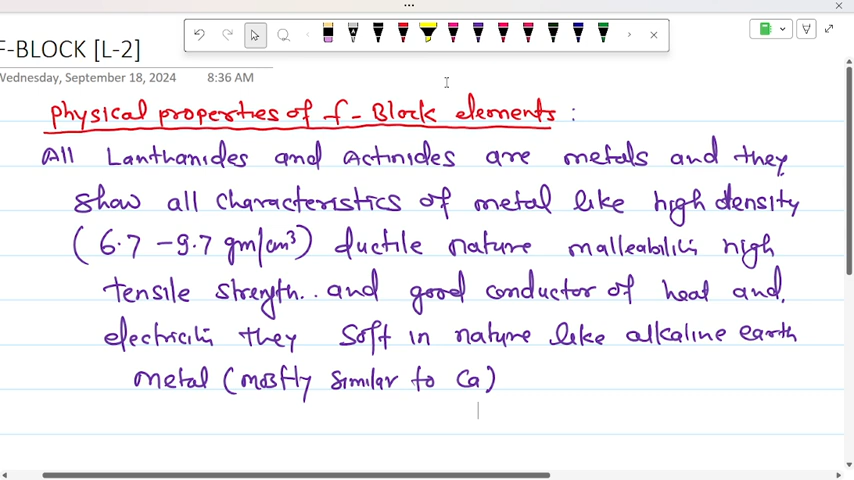 F-BLOCK [L-2]
Wednesday, September 18, 2024 8:36 AM
Physical properties of f-Block elements :
All Lanthanides and Actinides are metals and they
show all characteristics of metal like high density
(6.7 - 9.7 gm/cm³) ductile nature malleability high
tensile strength.. and good conductor of heat and
electricity they soft in nature like alkaline earth
metal (mostly similar to Ca)